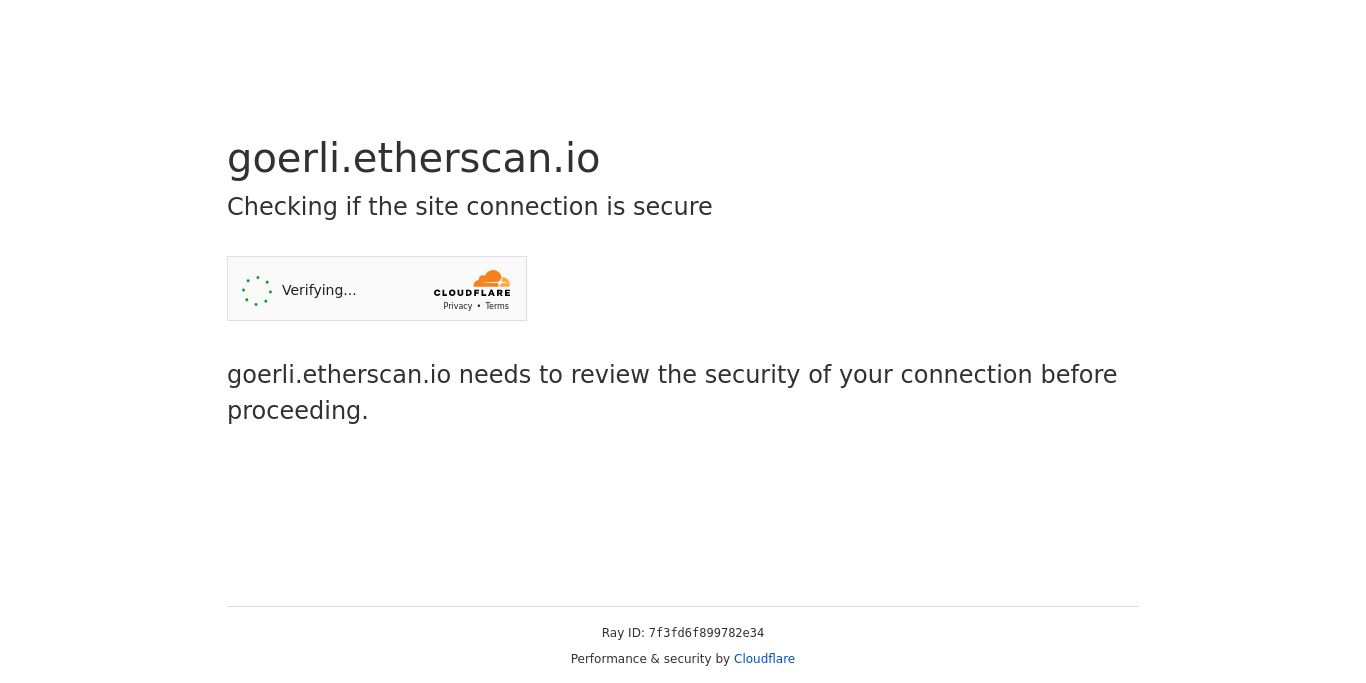 goerli.etherscan.io
Checking if the site connection is secure
Verifying...
CLOUDFLARE
Privacy • Terms
goerli.etherscan.io needs to review the security of your connection before
proceeding.
Ray ID: 7f3fd6f899782e34
Performance & security by Cloudflare